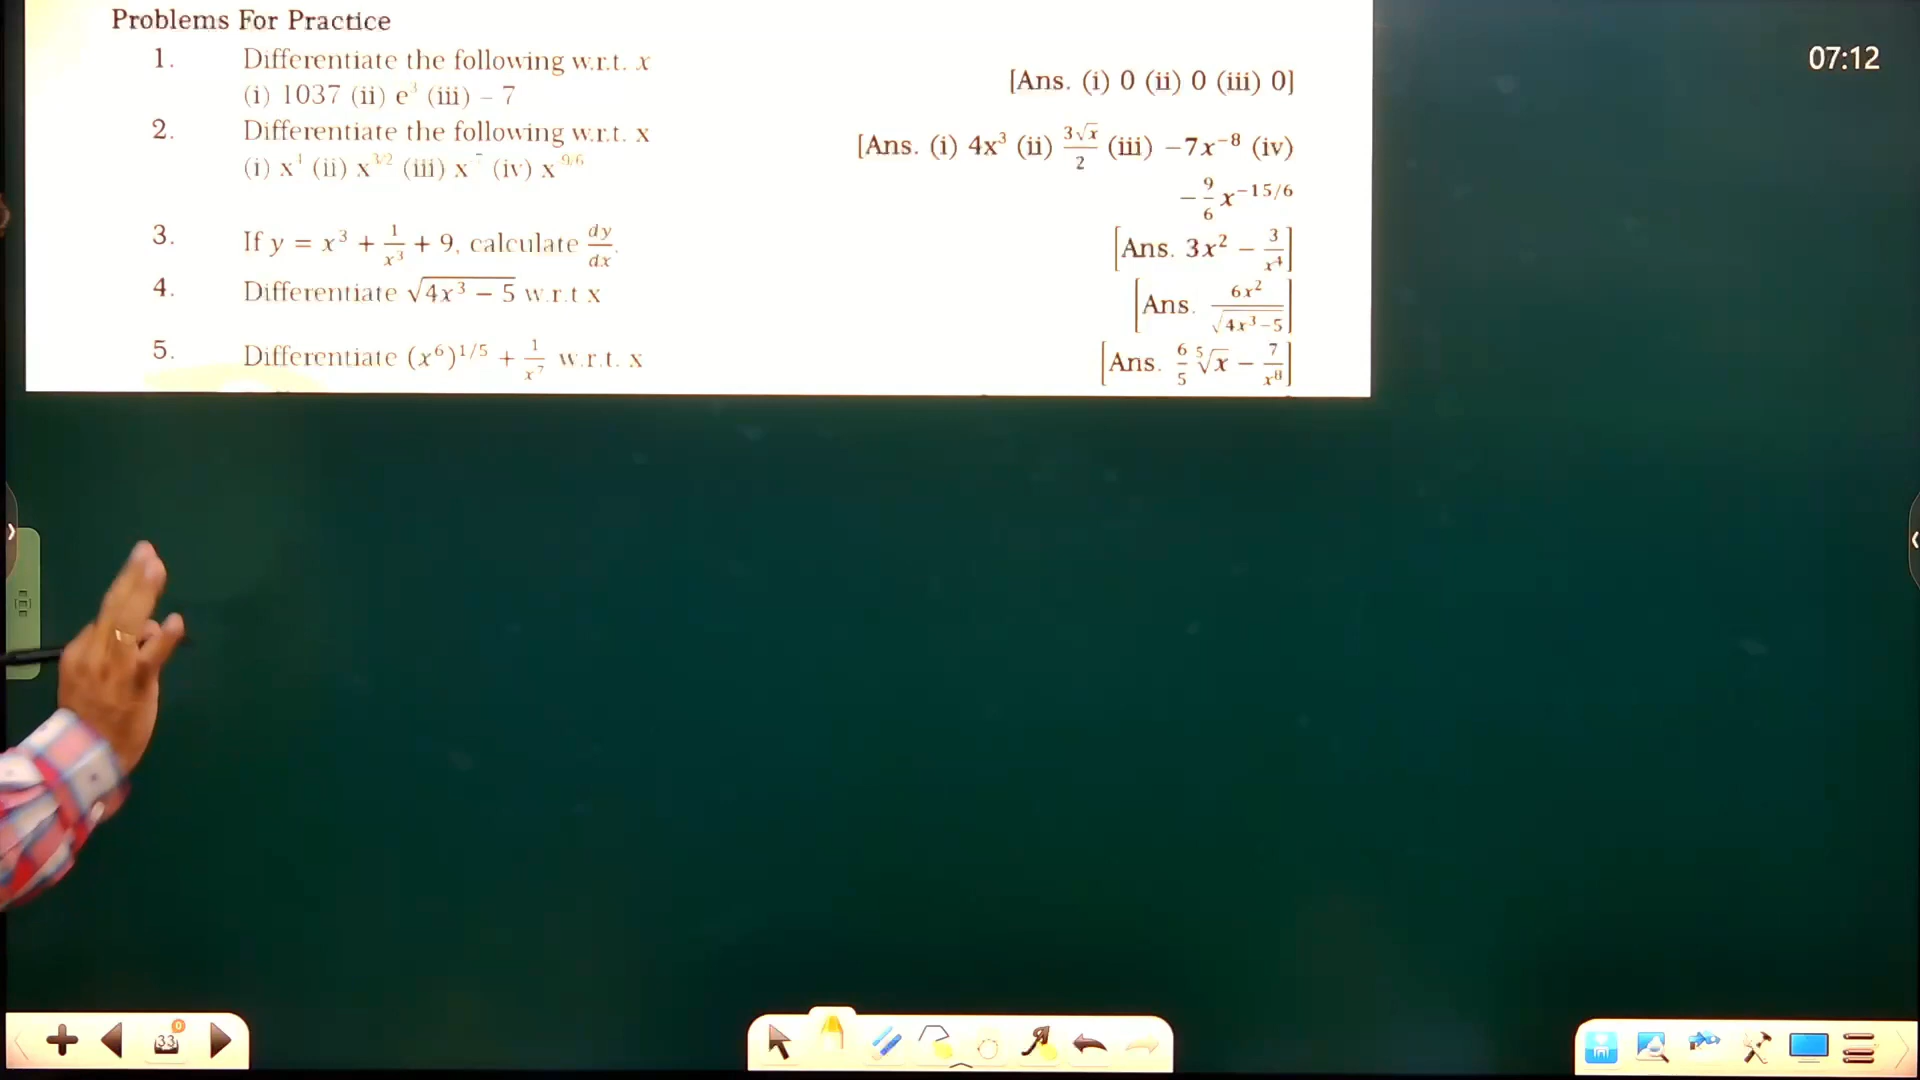 Problems For Practice
07:12
1. Differentiate the following w.r.t. x
(i) 1037 (ii) e³ (iii) – 7
[Ans. (i) 0 (ii) 0 (iii) 0]
2. Differentiate the following w.r.t. x
(i) x⁴ (ii) x^3/2 (iii) x^-7 (iv) x^-9/6
[Ans. (i) 4x³ (ii) 3√x/2 (iii) −7x⁻⁸ (iv)
−9/6 x^−15/6
3. If y = x³ + 1/x³ + 9, calculate dy/dx.
[Ans. 3x² − 3/x⁴]
4. Differentiate √(4x³ − 5) w.r.t x
[Ans. 6x²/√(4x³−5)]
5. Differentiate (x⁶)^1/5 + 1/x⁷ w.r.t. x
[Ans. 6/5 ⁵√x − 7/x⁸]
33
0